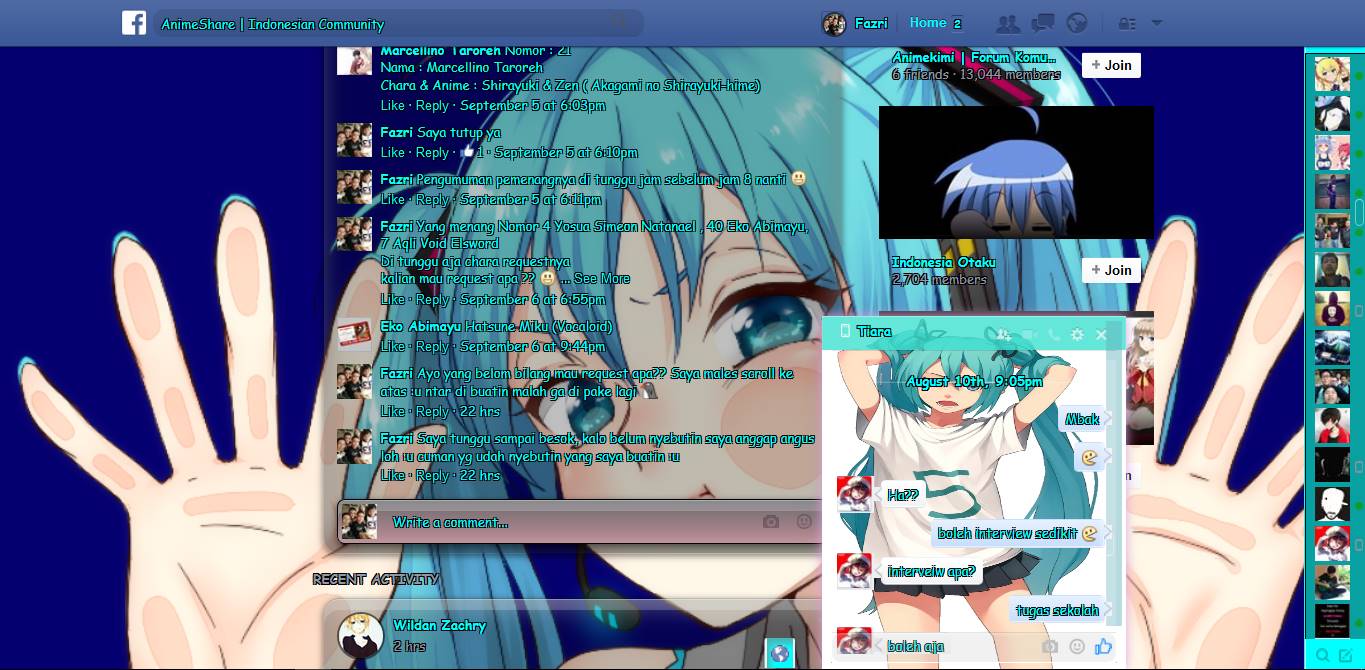 AnimeShare | Indonesian Community
Fazri Home 2
Marcellino Taroreh Nomor : 21
Nama : Marcellino Taroreh
Chara & Anime : Shirayuki & Zen ( Akagami no Shirayuki-hime)
Like · Reply · September 5 at 6:03pm
Fazri Saya tutup ya
Like · Reply · 1 · September 5 at 6:10pm
Fazri Pengumuman pemenangnya di tunggu jam sebelum jam 8 nanti
Like · Reply · September 5 at 6:11pm
Fazri Yang menang Nomor 4 Yosua Simeon Natanael , 40 Eko Abimayu,
7 Aqli Void Elsword
Di tunggu aja chara requestnya
kalian mau request apa ?? ... See More
Like · Reply · September 6 at 6:55pm
Eko Abimayu Hatsune Miku (Vocaloid)
Like · Reply · September 6 at 9:44pm
Fazri Ayo yang belom bilang mau request apa?? Saya males scroll ke
atas :u ntar di buatin malah ga di pake lagi
Like · Reply · 22 hrs
Fazri Saya tunggu sampai besok, kalo belum nyebutin saya anggap angus
loh :u cuman yg udah nyebutin yang saya buatin :u
Like · Reply · 22 hrs
Write a comment...
RECENT ACTIVITY
Wildan Zachry
2 hrs
Animekimi | Forum Komu...
6 friends · 13,044 members
+ Join
Indonesia Otaku
2,704 members
+ Join
Tiara
August 10th, 9:05pm
Mbak
Ha??
boleh interview sedikit
interveiw apa?
tugas sekolah
boleh aja